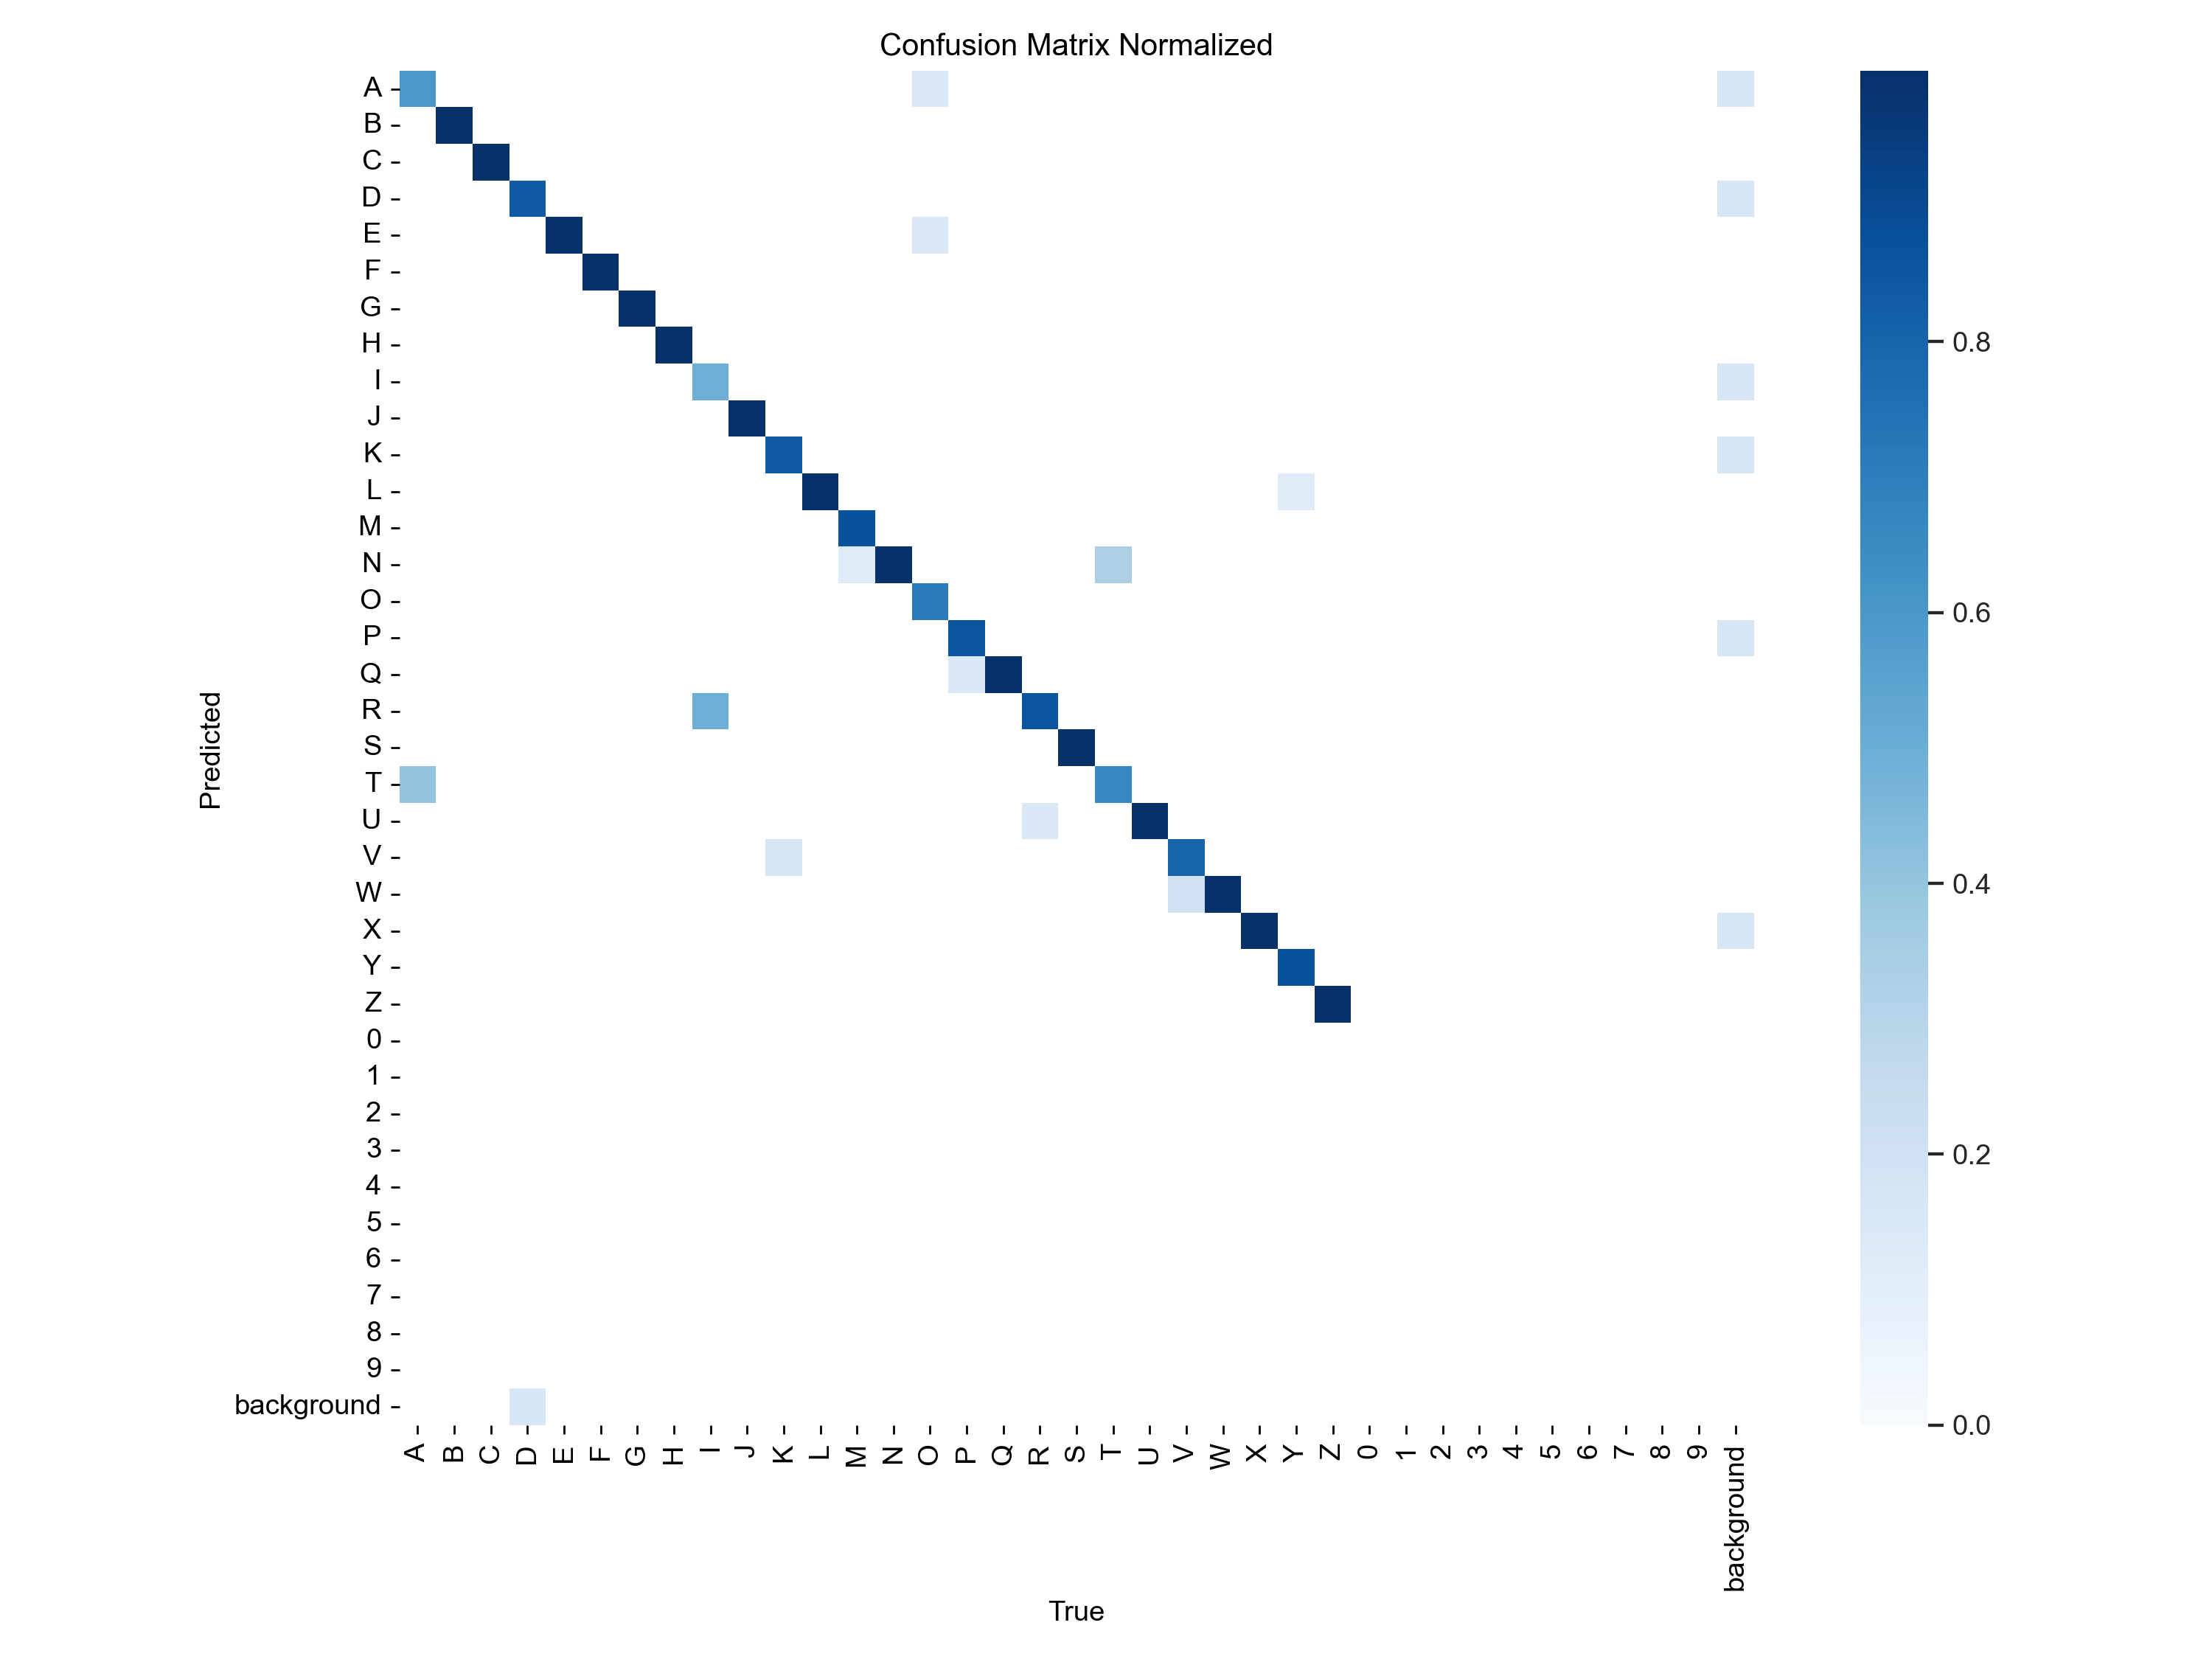 Confusion Matrix Normalized
A
B
C
D
E
F
G
H
I
J
K
L
M
N
O
P
Q
R
S
T
U
V
W
X
Y
Z
0
1
2
3
4
5
6
7
8
9
background
Predicted
A B C D E F G H I J K L M N O P Q R S T U V W X Y Z 0 1 2 3 4 5 6 7 8 9 background
True
0.8
0.6
0.4
0.2
0.0